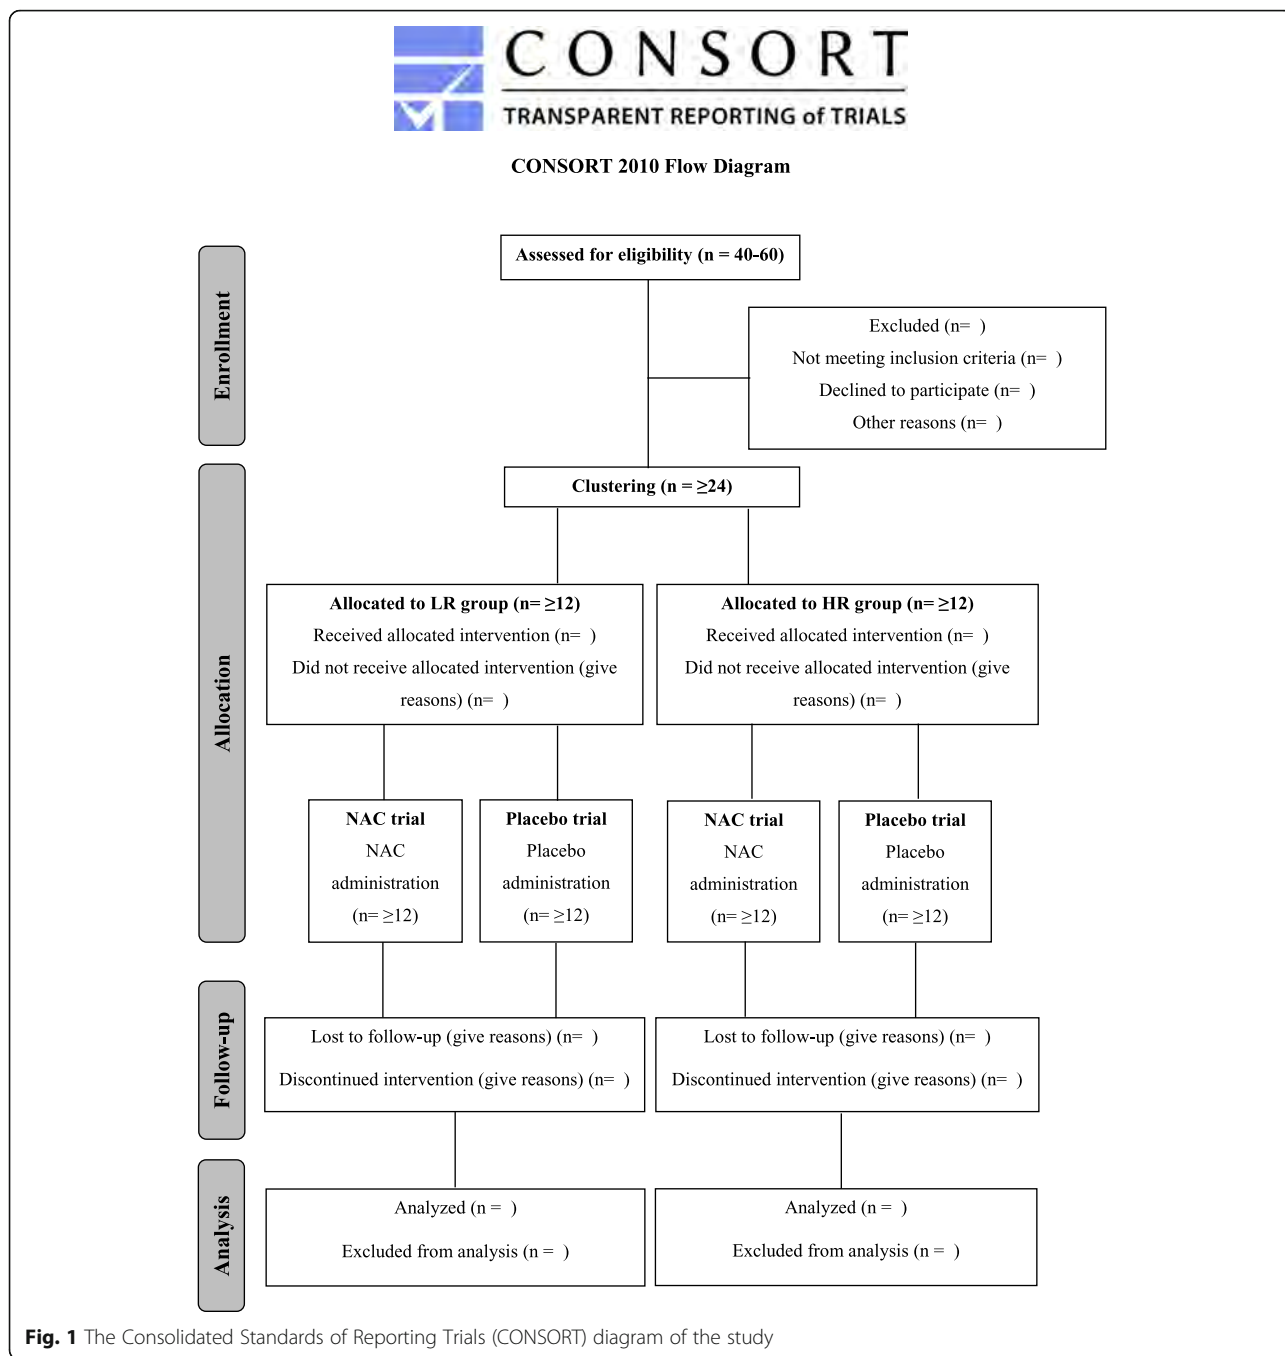 CONSORT
TRANSPARENT REPORTING of TRIALS
CONSORT 2010 Flow Diagram
Enrollment
Assessed for eligibility (n = 40-60)
Excluded (n=  )
Not meeting inclusion criteria (n=  )
Declined to participate (n=  )
Other reasons (n=  )
Allocation
Clustering (n = ≥24)
Allocated to LR group (n= ≥12)
Received allocated intervention (n=  )
Did not receive allocated intervention (give
reasons) (n=  )
Allocated to HR group (n= ≥12)
Received allocated intervention (n=  )
Did not receive allocated intervention (give
reasons) (n=  )
NAC trial
NAC
administration
(n= ≥12)
Placebo trial
Placebo
administration
(n= ≥12)
NAC trial
NAC
administration
(n= ≥12)
Placebo trial
Placebo
administration
(n= ≥12)
Follow-up
Lost to follow-up (give reasons) (n=  )
Discontinued intervention (give reasons) (n=  )
Lost to follow-up (give reasons) (n=  )
Discontinued intervention (give reasons) (n=  )
Analysis
Analyzed (n =  )
Excluded from analysis (n =  )
Analyzed (n =  )
Excluded from analysis (n =  )
Fig. 1 The Consolidated Standards of Reporting Trials (CONSORT) diagram of the study